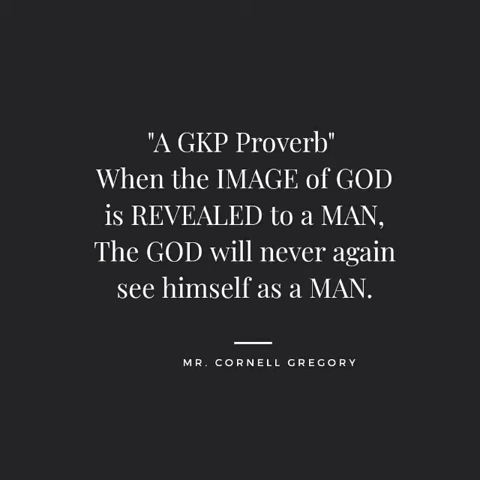 "A GKP Proverb"
When the IMAGE of GOD
is REVEALED to a MAN,
The GOD will never again
see himself as a MAN.
MR. CORNELL GREGORY